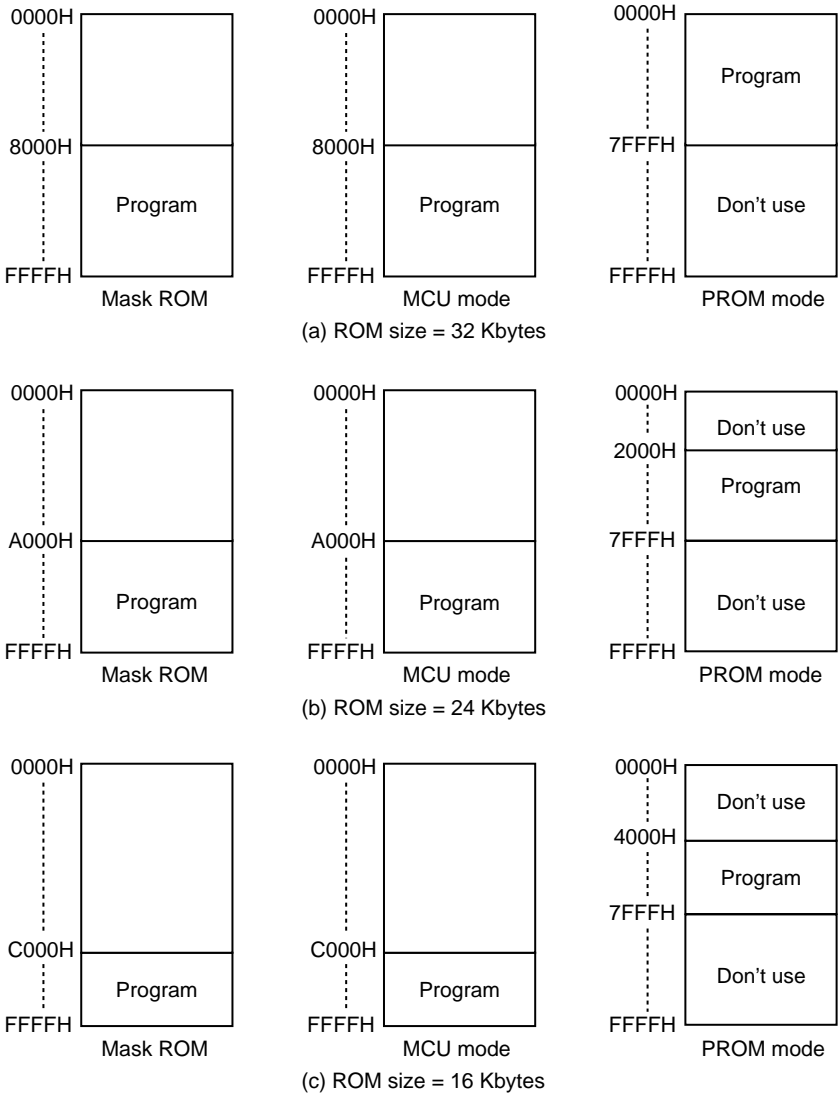 0000H
0000H
0000H
Program
8000H
8000H
7FFFH
Program
Program
Don't use
FFFFH
FFFFH
FFFFH
Mask ROM
MCU mode
PROM mode
(a) ROM size = 32 Kbytes
0000H
0000H
0000H
Don't use
2000H
Program
A000H
A000H
7FFFH
Program
Program
Don't use
FFFFH
FFFFH
FFFFH
Mask ROM
MCU mode
PROM mode
(b) ROM size = 24 Kbytes
0000H
0000H
0000H
Don't use
4000H
Program
7FFFH
C000H
C000H
Program
Program
Don't use
FFFFH
FFFFH
FFFFH
Mask ROM
MCU mode
PROM mode
(c) ROM size = 16 Kbytes